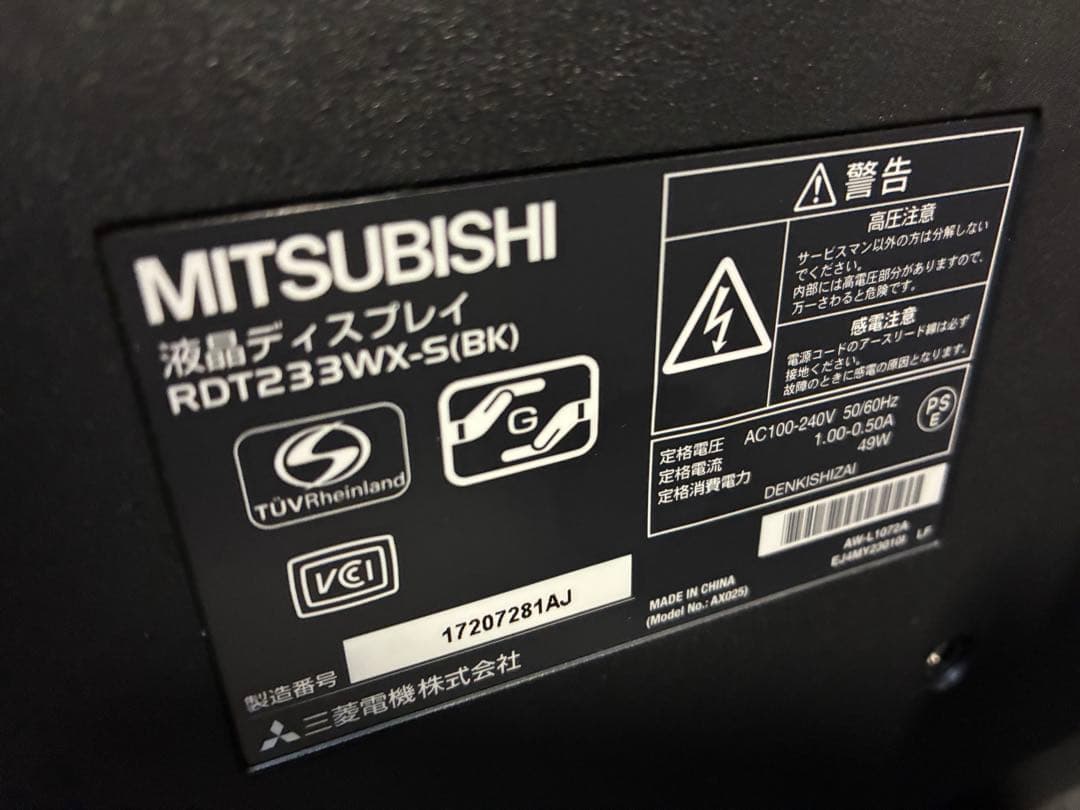 MITSUBISHI
液晶ディスプレイ
RDT233WX-S(BK)
TÜVRheinland
G
VCCI
製造番号 17207281AJ
三菱電機株式会社
警告
高圧注意
サービスマン以外の方は分解しない
でください。
内部には高電圧部分がありますので、
万一さわると危険です。
感電注意
電源コードのアースリード線は必ず
接地ください。
故障のときに感電の原因となります。
定格電圧 AC100-240V 50/60Hz
定格電流 1.00-0.50A
定格消費電力 49W
PS
E
DENKISHIZAI
AW-L1072A
LF
MADE IN CHINA
(Model No.: AX025)